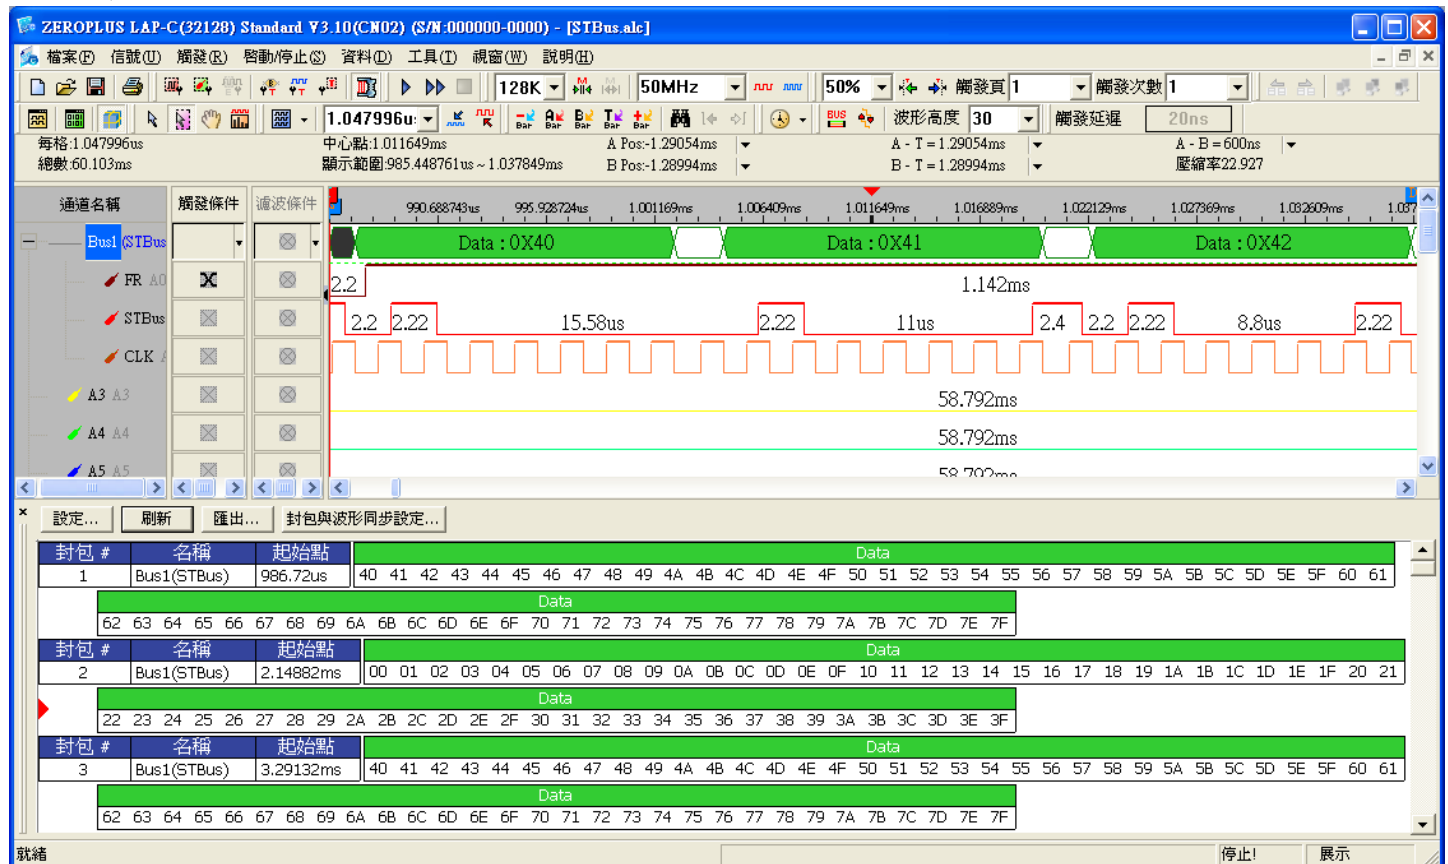 ZEROPLUS LAP-C(32128) Standard V3.10(CN02) (S/N:000000-0000) - [STBus.alc]
檔案(F) 信號(U) 觸發(R) 啓動/停止(S) 資料(D) 工具(T) 視窗(W) 說明(H)
128K 50MHz 50% 觸發頁 1 觸發次數 1
1.047996u: Bar Bar Bar Bar Bar BUS 波形高度 30 觸發延遲 20ns
每格:1.047996us 中心點:1.011649ms A Pos:-1.29054ms A - T = 1.29054ms A - B = 600ns
總數:60.103ms 顯示範圍:985.448761us ~ 1.037849ms B Pos:-1.28994ms B - T = 1.28994ms 壓縮率22.927
通道名稱 觸發條件 濾波條件 990.688743us 995.928724us 1.001169ms 1.006409ms 1.011649ms 1.016889ms 1.022129ms 1.027369ms 1.032609ms 1.037
Bus1 (STBus Data : 0X40 Data : 0X41 Data : 0X42
FR A0 2.2 1.142ms
STBus 2.2 2.22 15.58us 2.22 11us 2.4 2.2 2.22 8.8us 2.22
CLK
A3 A3 58.792ms
A4 A4 58.792ms
A5 A5 58.792ms
設定... 刷新 匯出... 封包與波形同步設定...
封包 # 名稱 起始點 Data
1 Bus1(STBus) 986.72us 40 41 42 43 44 45 46 47 48 49 4A 4B 4C 4D 4E 4F 50 51 52 53 54 55 56 57 58 59 5A 5B 5C 5D 5E 5F 60 61
Data
62 63 64 65 66 67 68 69 6A 6B 6C 6D 6E 6F 70 71 72 73 74 75 76 77 78 79 7A 7B 7C 7D 7E 7F
封包 # 名稱 起始點 Data
2 Bus1(STBus) 2.14882ms 00 01 02 03 04 05 06 07 08 09 0A 0B 0C 0D 0E 0F 10 11 12 13 14 15 16 17 18 19 1A 1B 1C 1D 1E 1F 20 21
Data
22 23 24 25 26 27 28 29 2A 2B 2C 2D 2E 2F 30 31 32 33 34 35 36 37 38 39 3A 3B 3C 3D 3E 3F
封包 # 名稱 起始點 Data
3 Bus1(STBus) 3.29132ms 40 41 42 43 44 45 46 47 48 49 4A 4B 4C 4D 4E 4F 50 51 52 53 54 55 56 57 58 59 5A 5B 5C 5D 5E 5F 60 61
Data
62 63 64 65 66 67 68 69 6A 6B 6C 6D 6E 6F 70 71 72 73 74 75 76 77 78 79 7A 7B 7C 7D 7E 7F
就緒 停止! 展示